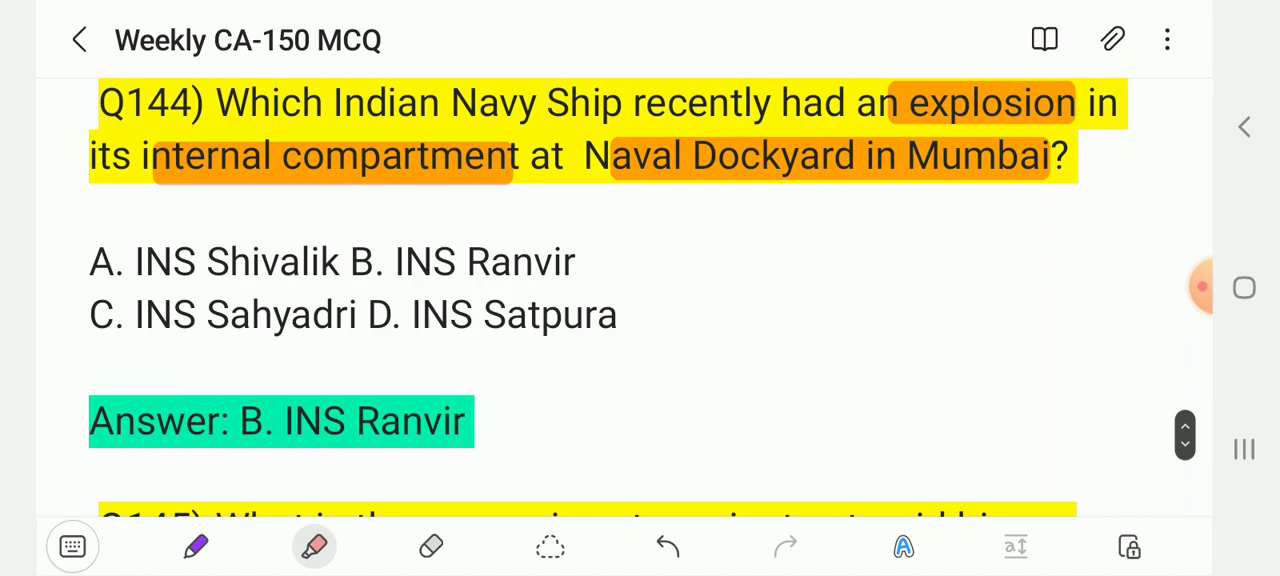 Weekly CA-150 MCQ
Q144) Which Indian Navy Ship recently had an explosion in
its internal compartment at Naval Dockyard in Mumbai?
A. INS Shivalik B. INS Ranvir
C. INS Sahyadri D. INS Satpura
Answer: B. INS Ranvir